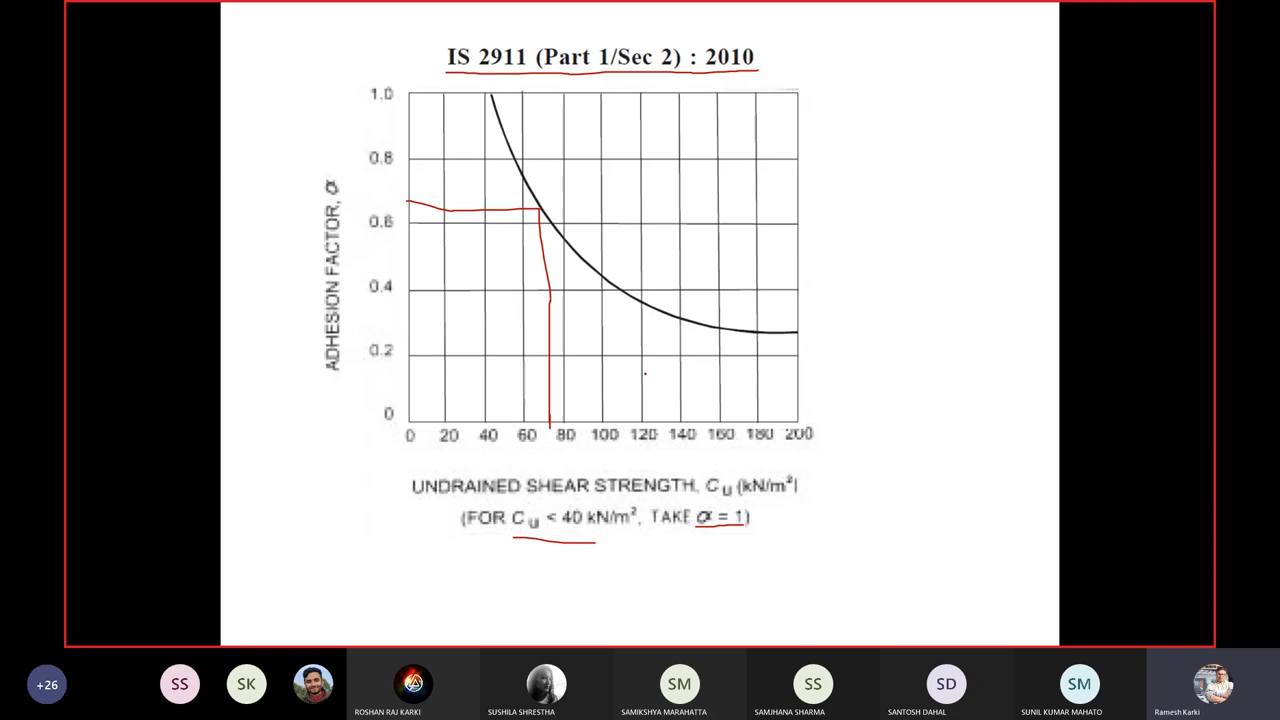 IS 2911 (Part 1/Sec 2) : 2010
1.0
0.8
0.6
0.4
0.2
0
ADHESION FACTOR, α
0 20 40 60 80 100 120 140 160 180 200
UNDRAINED SHEAR STRENGTH, Cu (kN/m²)
(FOR Cu < 40 kN/m², TAKE α = 1)
+26
SS
SK
ROSHAN RAJ KARKI
SUSHILA SHRESTHA
SM
SAMIKSHYA MARAHATTA
SS
SAMJHANA SHARMA
SD
SANTOSH DAHAL
SM
SUNIL KUMAR MAHATO
Ramesh Karki